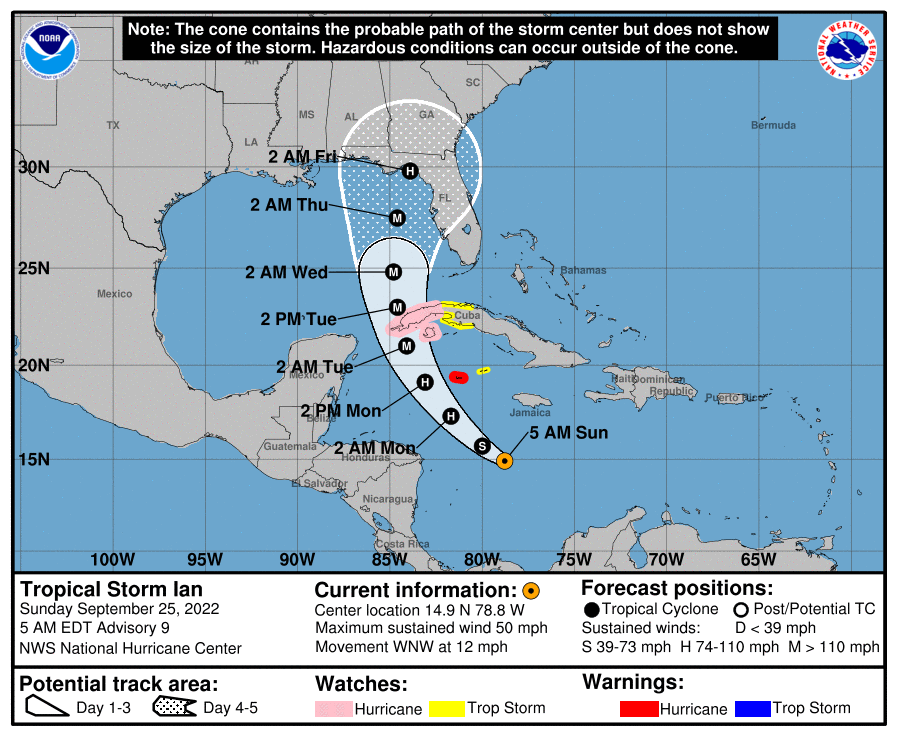 Note: The cone contains the probable path of the storm center but does not show
the size of the storm. Hazardous conditions can occur outside of the cone.
NOAA
NATIONAL WEATHER SERVICE
AR
SC
MS
AL
GA
TX
Bermuda
LA
2 AM Fri
30N
FL
2 AM Thu
25N
2 AM Wed
Bahamas
Mexico
2 PM Tue
Cuba
20N
2 AM Tue
Mexico
Haiti
Dominican
Republic
Puerto Rico
2 PM Mon
Belize
Jamaica
5 AM Sun
2 AM Mon
Guatemala
Honduras
15N
El Salvador
Nicaragua
Costa Rica
H
M
M
M
M
H
H
S
100W 95W 90W 85W 80W 75W 70W 65W
Tropical Storm Ian
Sunday September 25, 2022
5 AM EDT Advisory 9
NWS National Hurricane Center
Current information:
Center location 14.9 N 78.8 W
Maximum sustained wind 50 mph
Movement WNW at 12 mph
Forecast positions:
Tropical Cyclone Post/Potential TC
Sustained winds: D < 39 mph
S 39-73 mph H 74-110 mph M > 110 mph
Potential track area:
Day 1-3 Day 4-5
Watches:
Hurricane Trop Storm
Warnings:
Hurricane Trop Storm